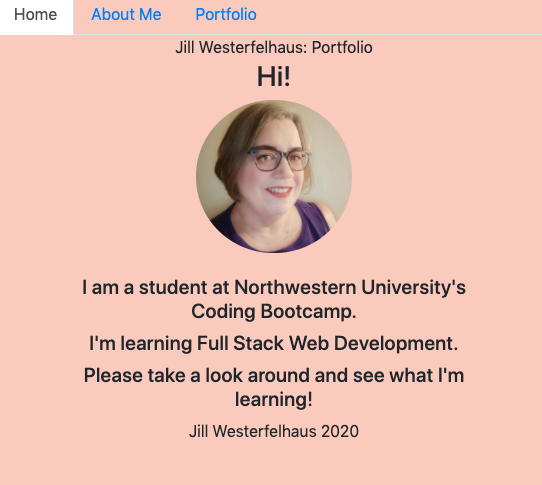 Home About Me Portfolio
Jill Westerfelhaus: Portfolio
Hi!
I am a student at Northwestern University's
Coding Bootcamp.
I'm learning Full Stack Web Development.
Please take a look around and see what I'm
learning!
Jill Westerfelhaus 2020